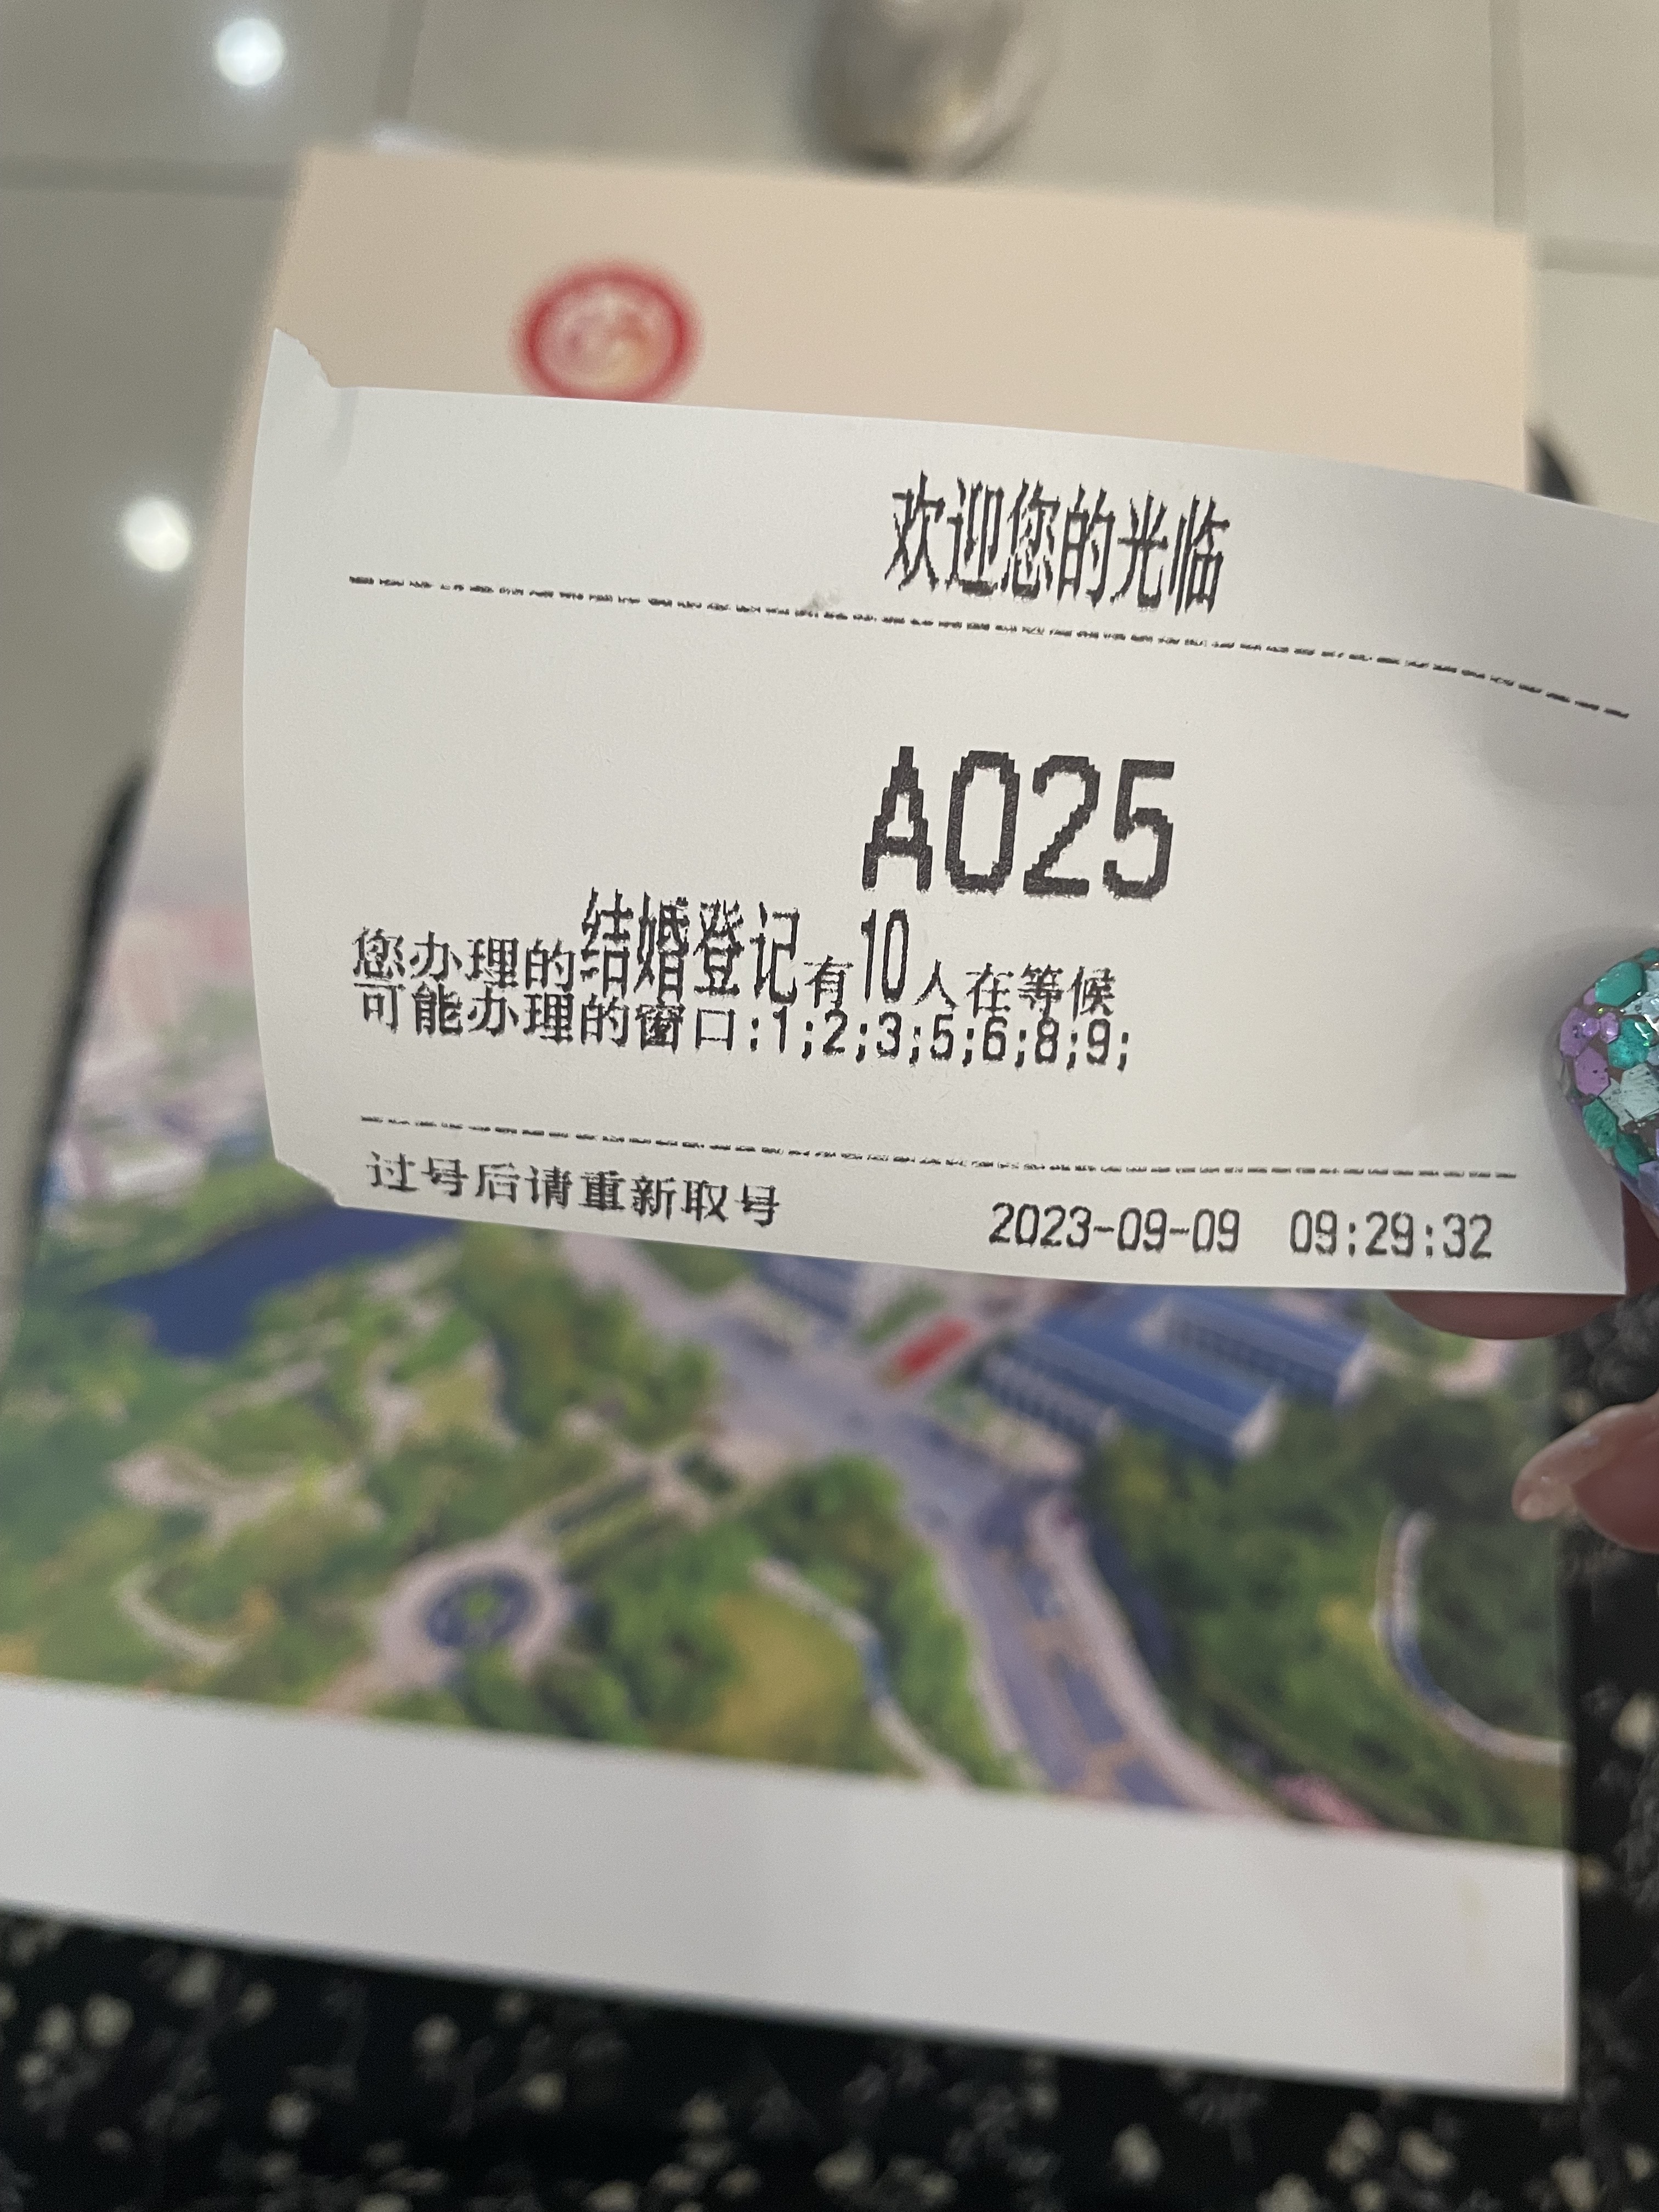 欢迎您的光临
A025
您办理的结婚登记有10人在等候
可能办理的窗口:1;2;3;5;6;8;9;
过号后请重新取号 2023-09-09 09:29:32